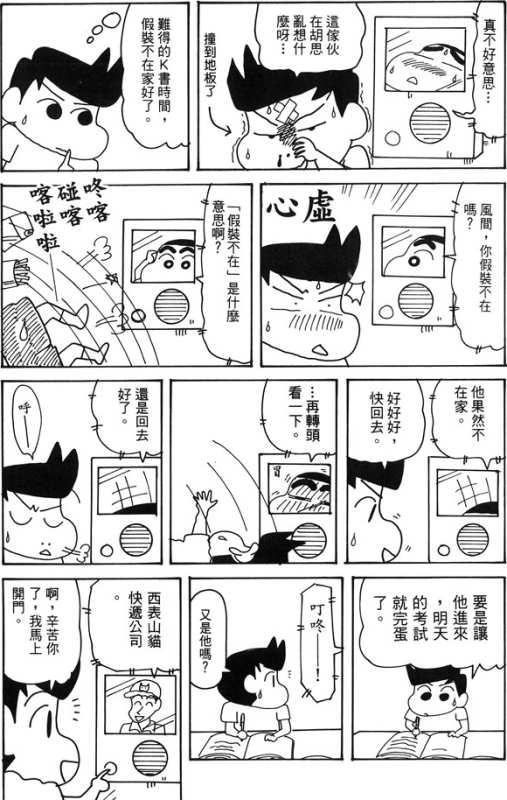 真不好意思…
這傢伙
在胡思
亂想什
麼呀…
撞到地板了
難得的K書時間，
假裝不在家好了。
風間，你假裝不在
嗎？
心虛
「假裝不在」是什麼
意思啊？
咚喀
碰喀
喀啦啦
他果然不
在家。
好好好，
快回去。
…再轉頭
看一下。
冒
還是回去
好了。
呼—
要是讓
他進來
，明天
的考試
就完蛋
了。
叮咚——！
又是他嗎？
西表山貓
快遞公司
。
啊，辛苦你
了，我馬上
開門。